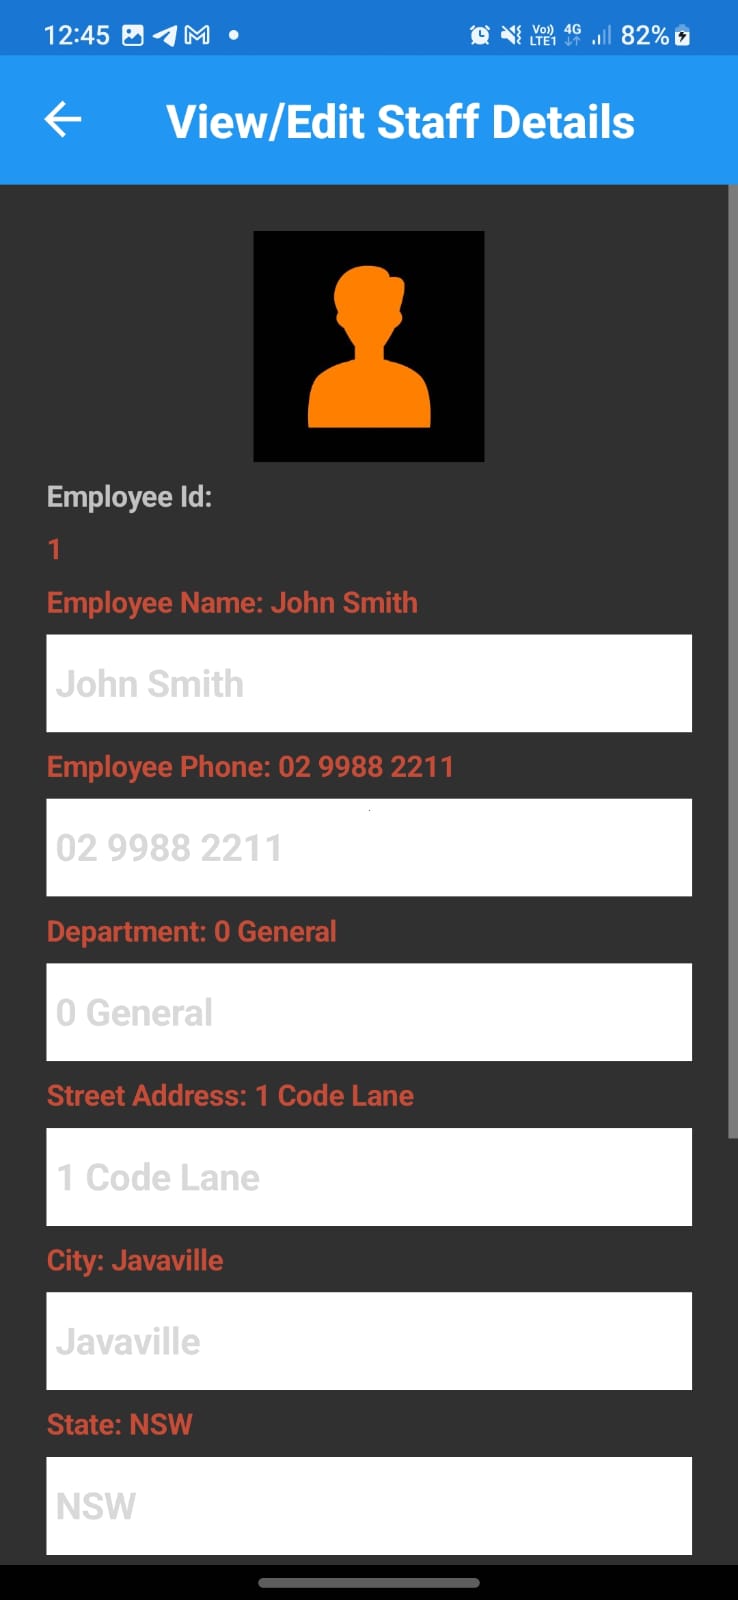 12:45 82%
VoLTE1 4G
View/Edit Staff Details
Employee Id:
1
Employee Name: John Smith
John Smith
Employee Phone: 02 9988 2211
02 9988 2211
Department: 0 General
0 General
Street Address: 1 Code Lane
1 Code Lane
City: Javaville
Javaville
State: NSW
NSW